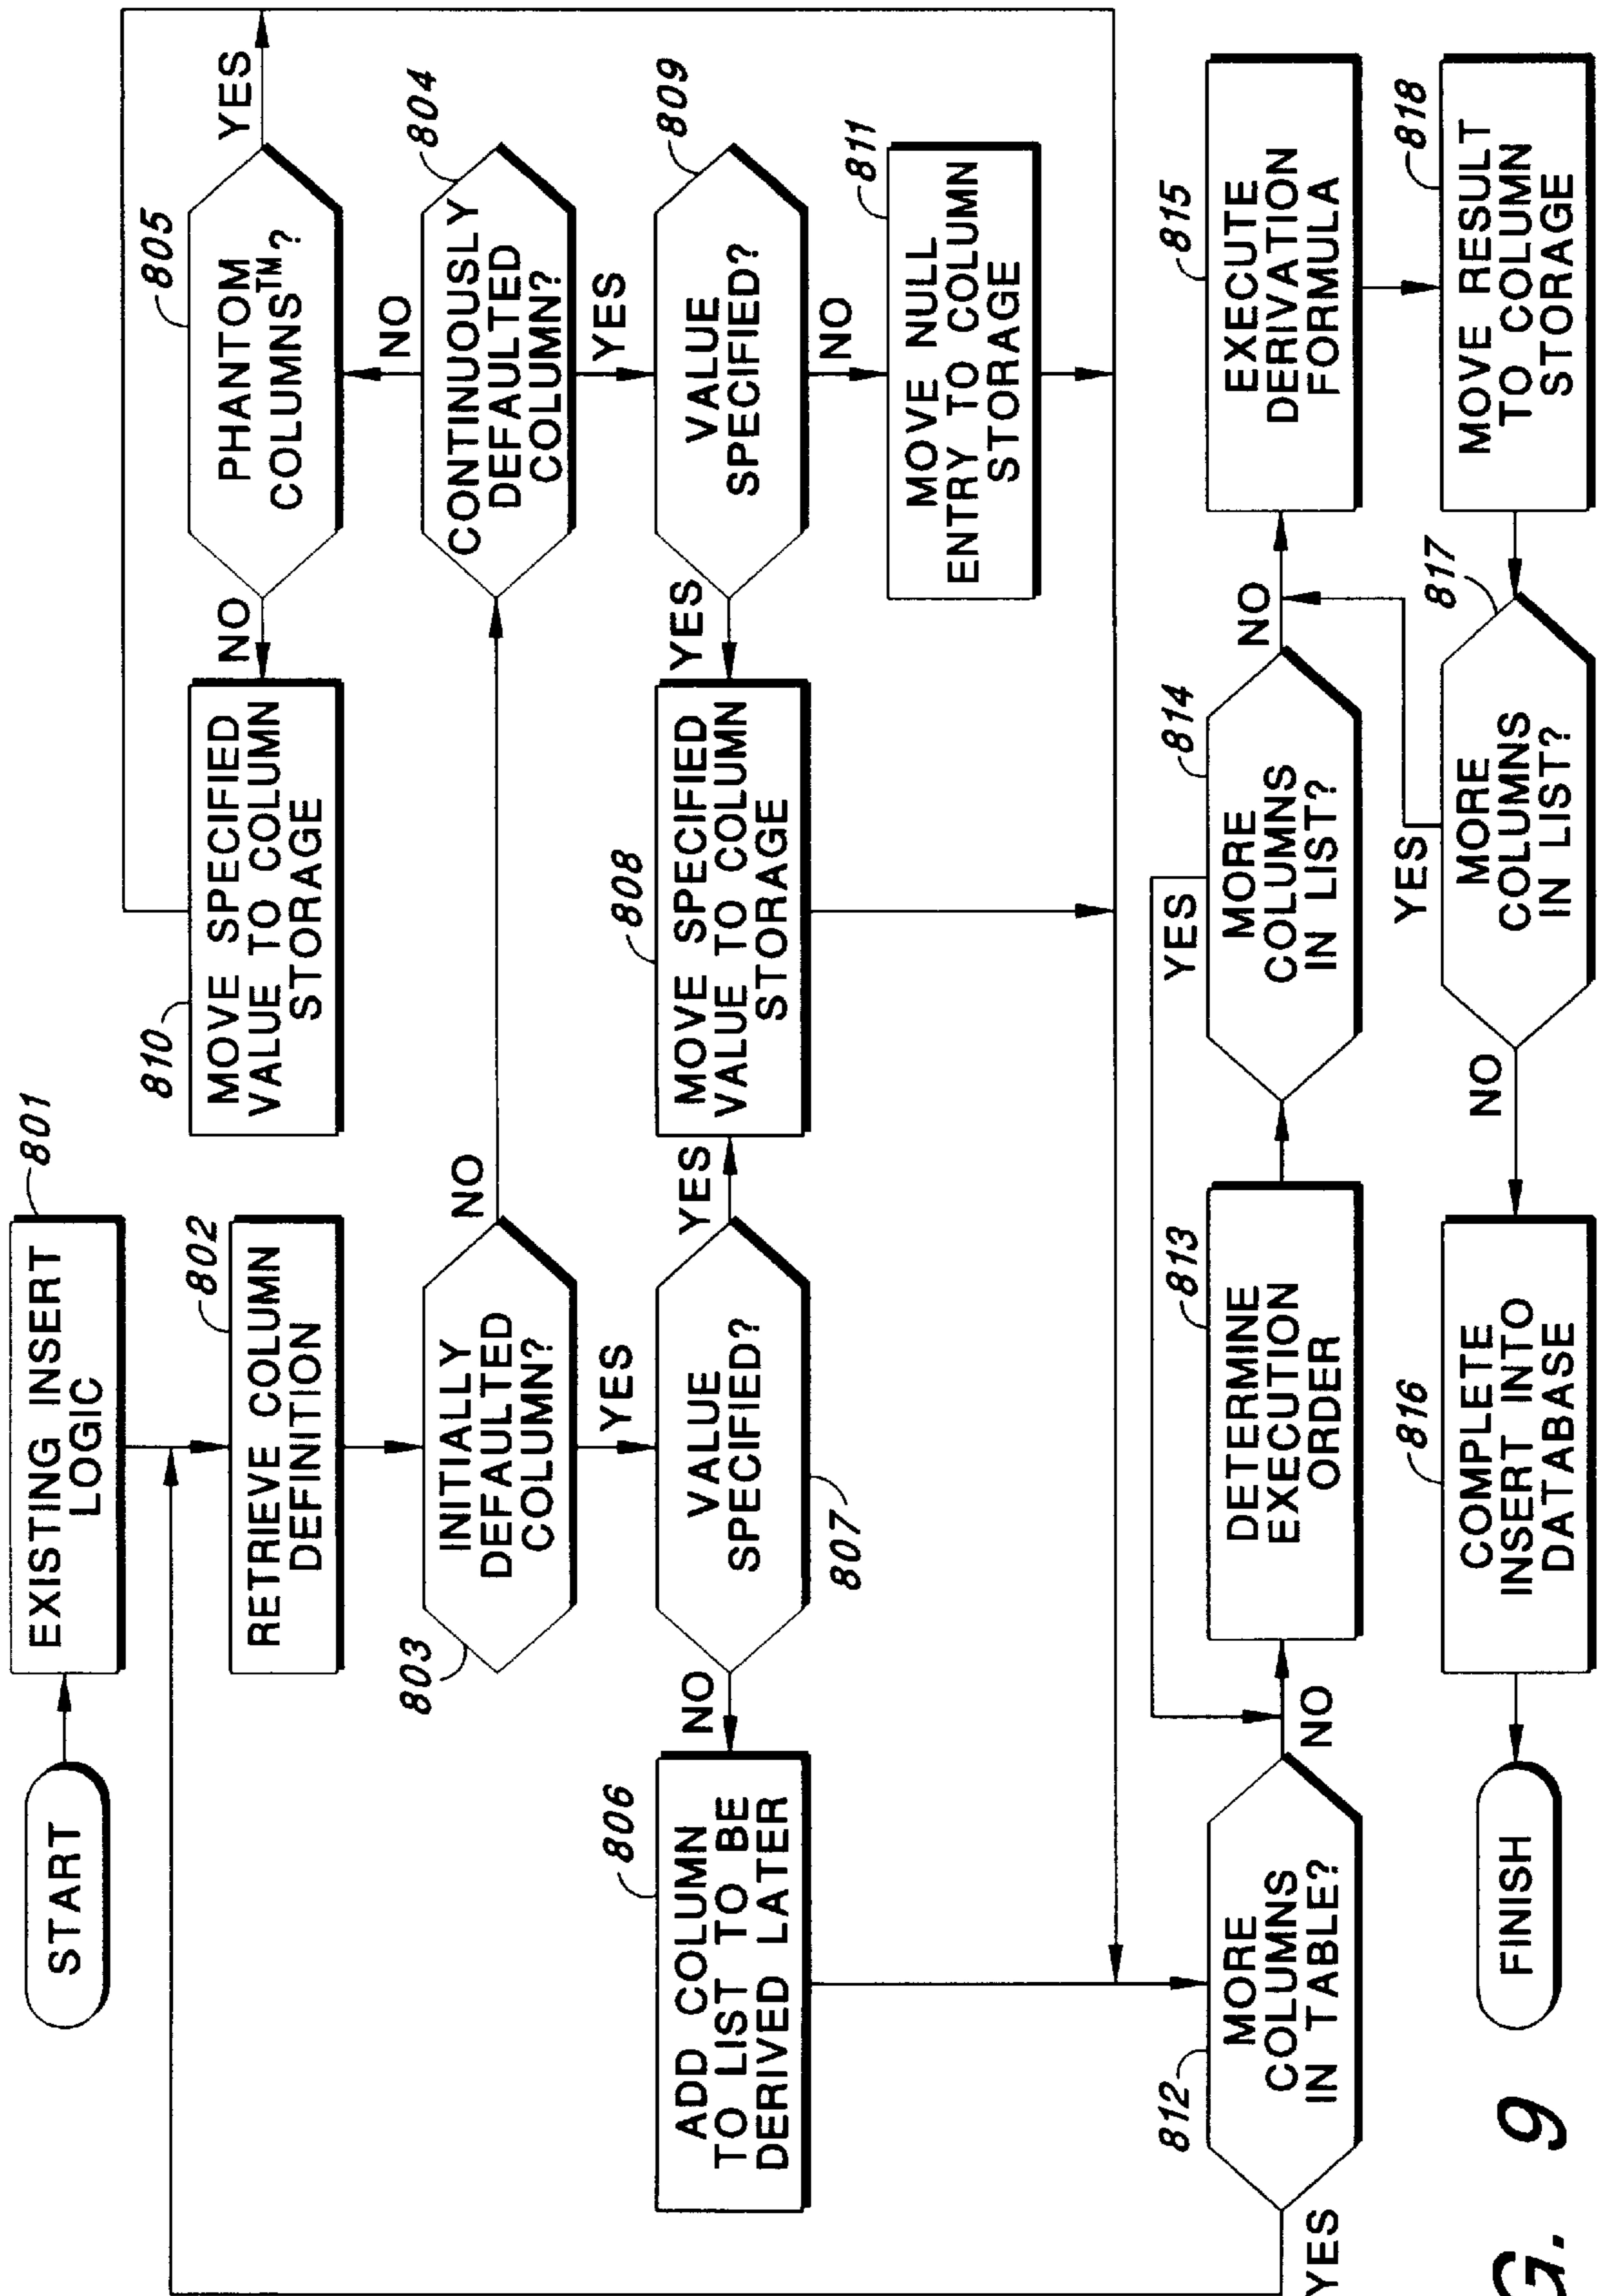 START
EXISTING INSERT
LOGIC
801
RETRIEVE COLUMN
DEFINITION
802
INITIALLY
DEFAULTED
COLUMN?
803
NO
YES
CONTINUOUSLY
DEFAULTED
COLUMN?
804
NO
YES
PHANTOM
COLUMNS™?
805
YES
NO
MOVE SPECIFIED
VALUE TO COLUMN
STORAGE
810
VALUE
SPECIFIED?
807
NO
YES
ADD COLUMN
TO LIST TO BE
DERIVED LATER
806
MOVE SPECIFIED
VALUE TO COLUMN
STORAGE
808
VALUE
SPECIFIED?
809
YES
NO
MOVE NULL
ENTRY TO COLUMN
STORAGE
811
MORE
COLUMNS
IN TABLE?
812
YES
NO
DETERMINE
EXECUTION
ORDER
813
MORE
COLUMNS
IN LIST?
814
YES
NO
EXECUTE
DERIVATION
FORMULA
815
MOVE RESULT
TO COLUMN
STORAGE
818
MORE
COLUMNS
IN LIST?
817
YES
NO
COMPLETE
INSERT INTO
DATABASE
816
FINISH
G. 9